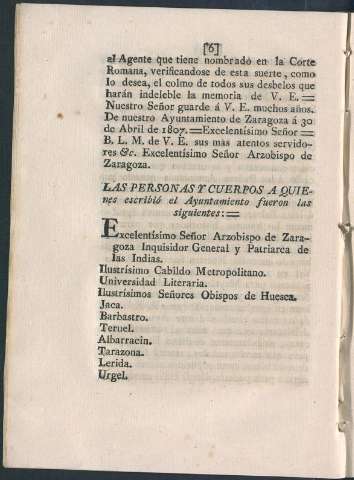 [6]
al Agente que tiene nombrado en la Corte
Romana, verificandose de esta suerte, como
lo desea, el colmo de todos sus desbelos que
harán indeleble la memoria de V. E. =
Nuestro Señor guarde á V. E. muchos años.
De nuestro Ayuntamiento de Zaragoza á 30
de Abril de 1807. = Excelentísimo Señor =
B. L. M. de V. E. sus mas atentos servido-
res &c. Excelentísimo Señor Arzobispo de
Zaragoza.
LAS PERSONAS Y CUERPOS A QUIE-
nes escribió el Ayuntamiento fueron las
siguientes: =
Excelentísimo Señor Arzobispo de Zara-
goza Inquisidor General y Patriarca de
las Indias.
Ilustrísimo Cabildo Metropolitano.
Universidad Literaria.
Ilustrísimos Señores Obispos de Huesca.
Jaca.
Barbastro.
Teruel.
Albarracin.
Tarazona.
Lerida.
Urgel.